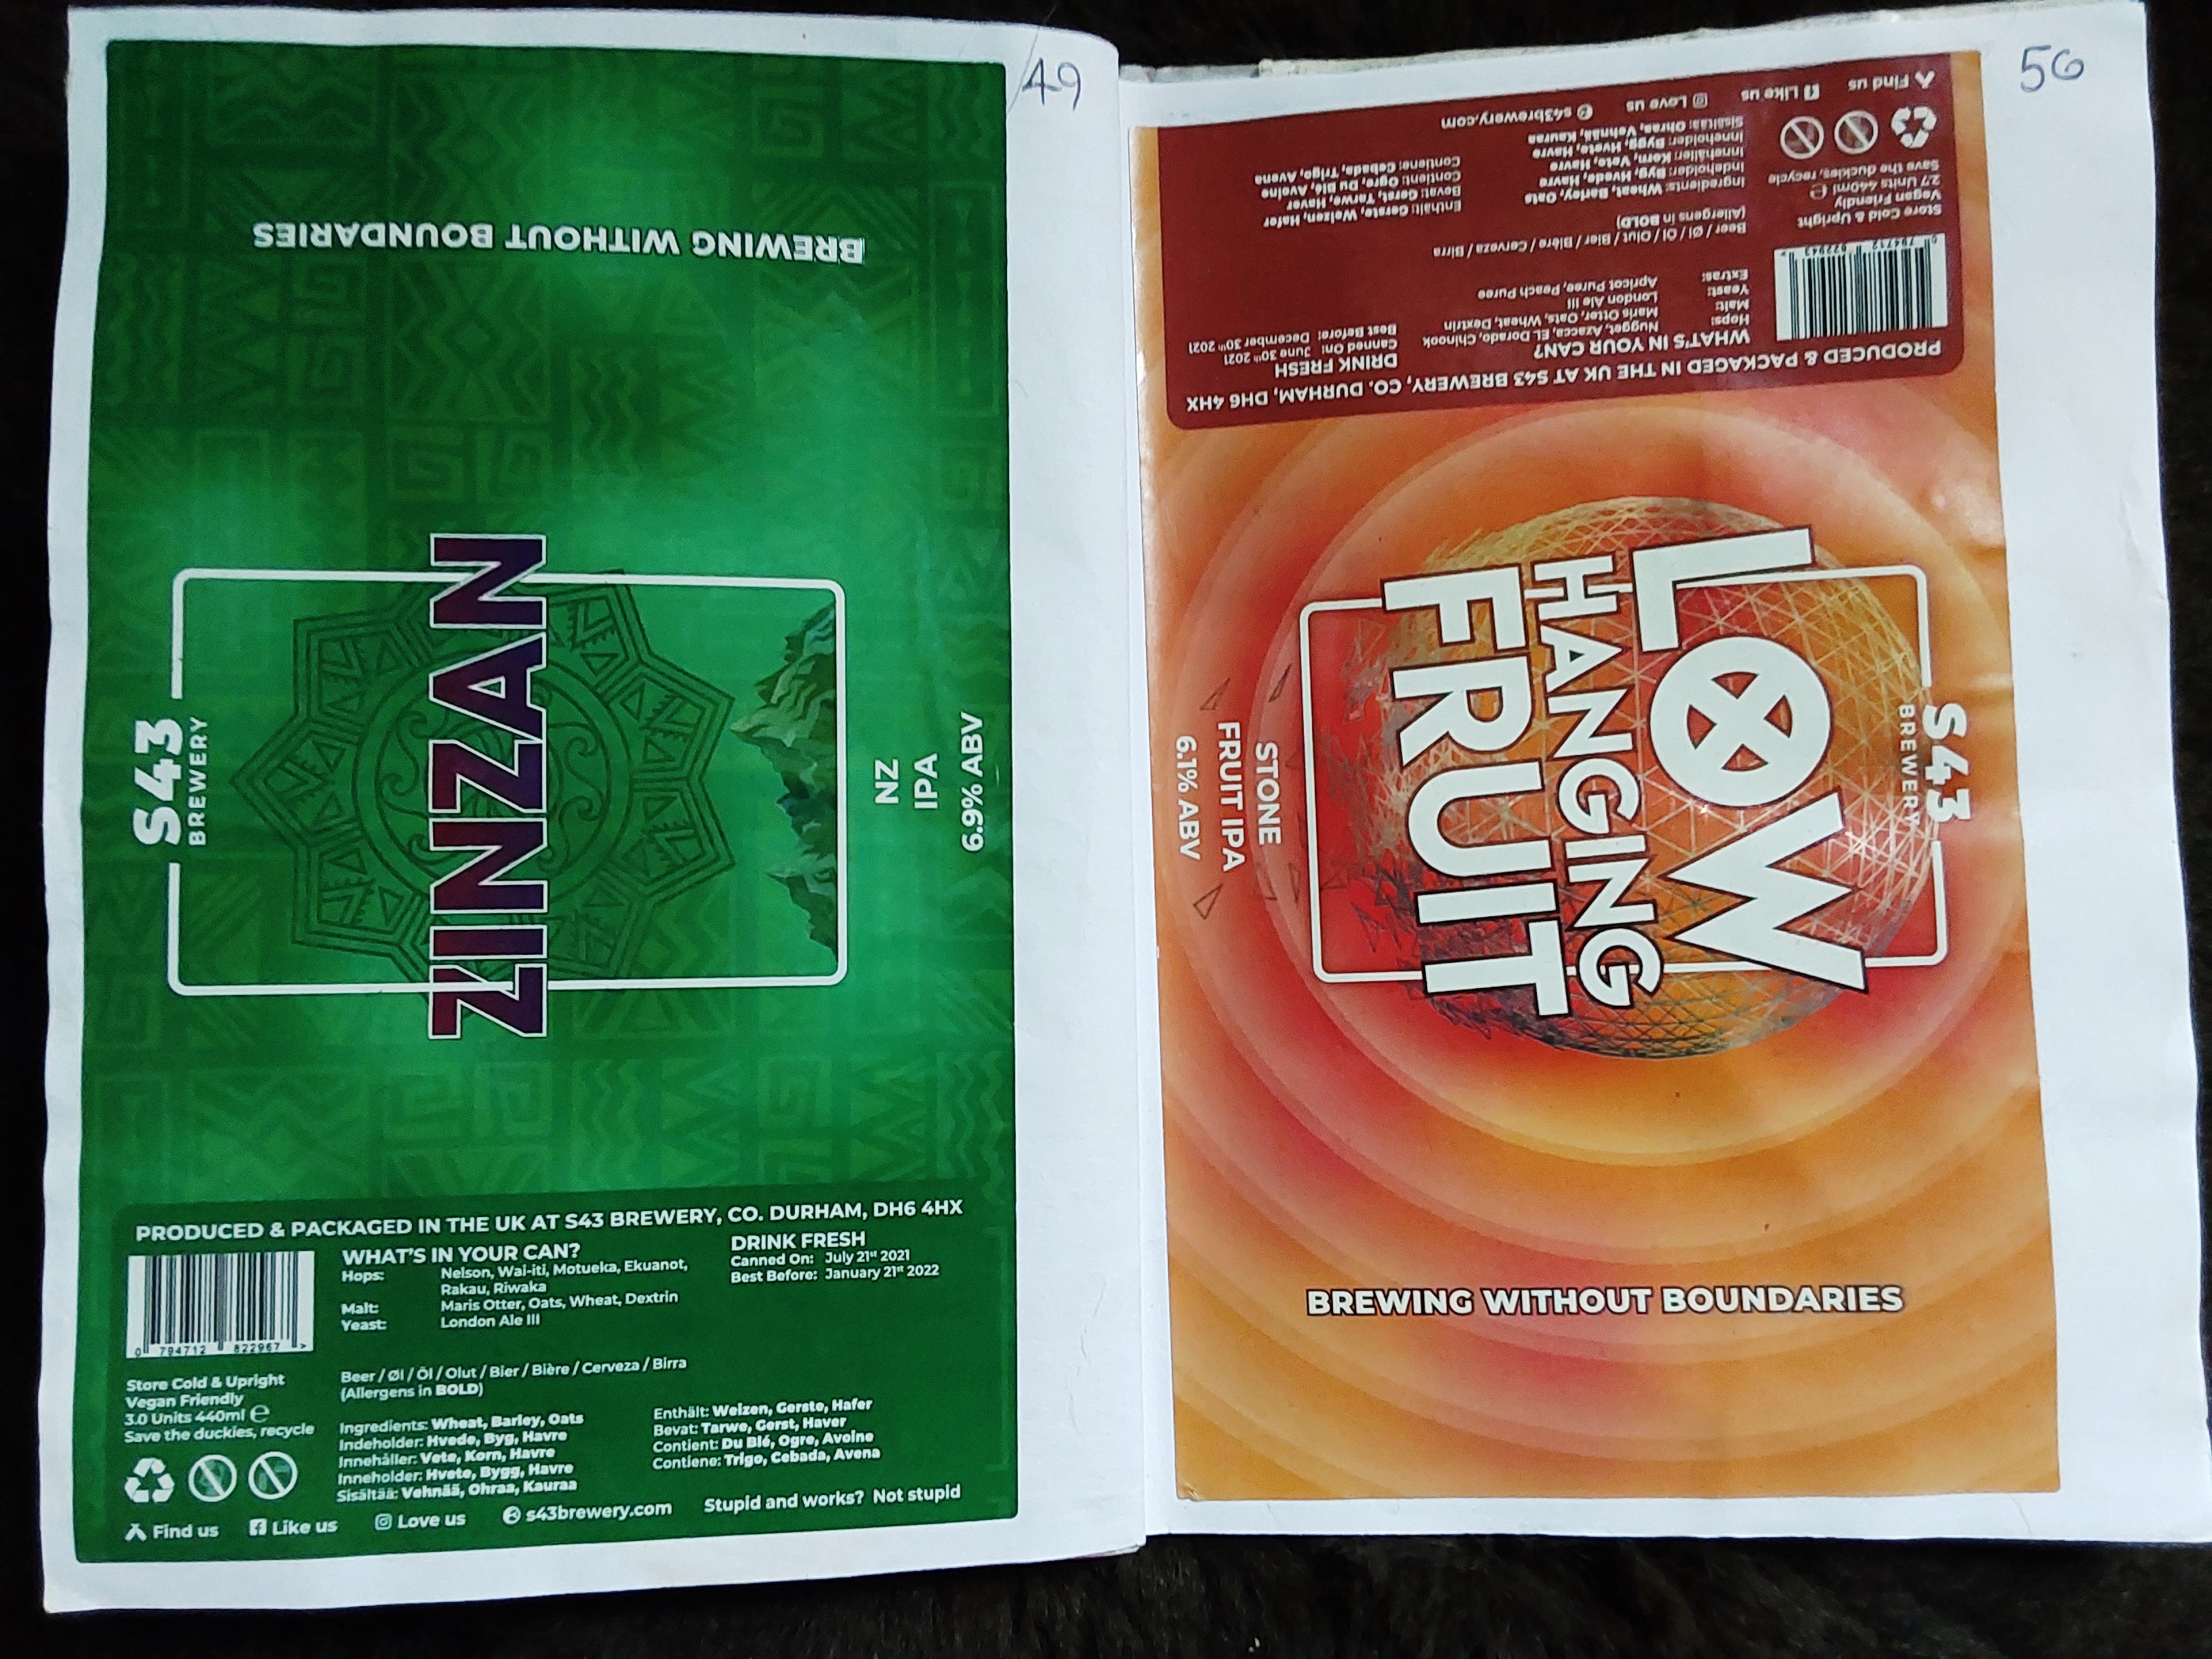 49
BREWING WITHOUT BOUNDARIES
S43
BREWERY
ZINZAN
NZ
IPA
6.9% ABV
PRODUCED & PACKAGED IN THE UK AT S43 BREWERY, CO. DURHAM, DH6 4HX
WHAT'S IN YOUR CAN?
Hops: Nelson, Wai-iti, Motueka, Ekuanot,
Rakau, Riwaka
Malt: Maris Otter, Oats, Wheat, Dextrin
Yeast: London Ale III
DRINK FRESH
Canned On: July 21st 2021
Best Before: January 21st 2022
0 794712 822967 >
Store Cold & Upright
Vegan Friendly
3.0 Units 440ml ℮
Save the duckies, recycle
Beer / Øl / Öl / Olut / Bier / Bière / Cerveza / Birra
(Allergens in BOLD)
Ingredients: Wheat, Barley, Oats
Indeholder: Hvede, Byg, Havre
Innehåller: Vete, Korn, Havre
Inneholder: Hvete, Bygg, Havre
Sisältää: Vehnää, Ohraa, Kauraa
Enthält: Weizen, Gerste, Hafer
Bevat: Tarwe, Gerst, Haver
Contient: Du Blé, Ogre, Avoine
Contiene: Trigo, Cebada, Avena
Find us
Like us
Love us
s43brewery.com
Stupid and works? Not stupid
50
PRODUCED & PACKAGED IN THE UK AT S43 BREWERY, CO. DURHAM, DH6 4HX
WHAT'S IN YOUR CAN?
Hops: Nugget, Azacca, EL Dorado, Chinook
Malt: Maris Otter, Oats, Wheat, Dextrin
Yeast: London Ale III
Extras: Apricot Puree, Peach Puree
DRINK FRESH
Canned On: June 30th 2021
Best Before: December 30th 2021
0 794712 822943 >
Store Cold & Upright
Vegan Friendly
2.7 Units 440ml ℮
Save the duckies, recycle
Beer / Øl / Öl / Olut / Bier / Bière / Cerveza / Birra
(Allergens in BOLD)
Ingredients: Wheat, Barley, Oats
Indeholder: Byg, Hvede, Havre
Innehåller: Korn, Vete, Havre
Inneholder: Bygg, Hvete, Havre
Sisältää: Ohras, Vehnää, Kauraa
Enthält: Gerste, Weizen, Hafer
Bevat: Gerst, Tarwe, Haver
Contient: Ogre, Du Blé, Avoine
Contiene: Cebada, Trigo, Avena
Find us
Like us
Love us
s43brewery.com
S43
BREWERY
LOW
HANGING
FRUIT
STONE
FRUIT IPA
6.1% ABV
BREWING WITHOUT BOUNDARIES